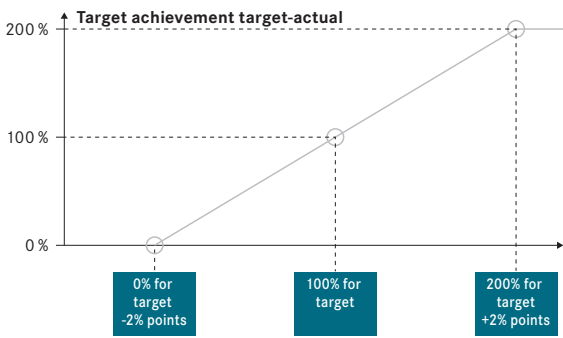 Target achievement target-actual
200 %
100 %
0 %
0% for
target
-2% points
100% for
target
200% for
target
+2% points